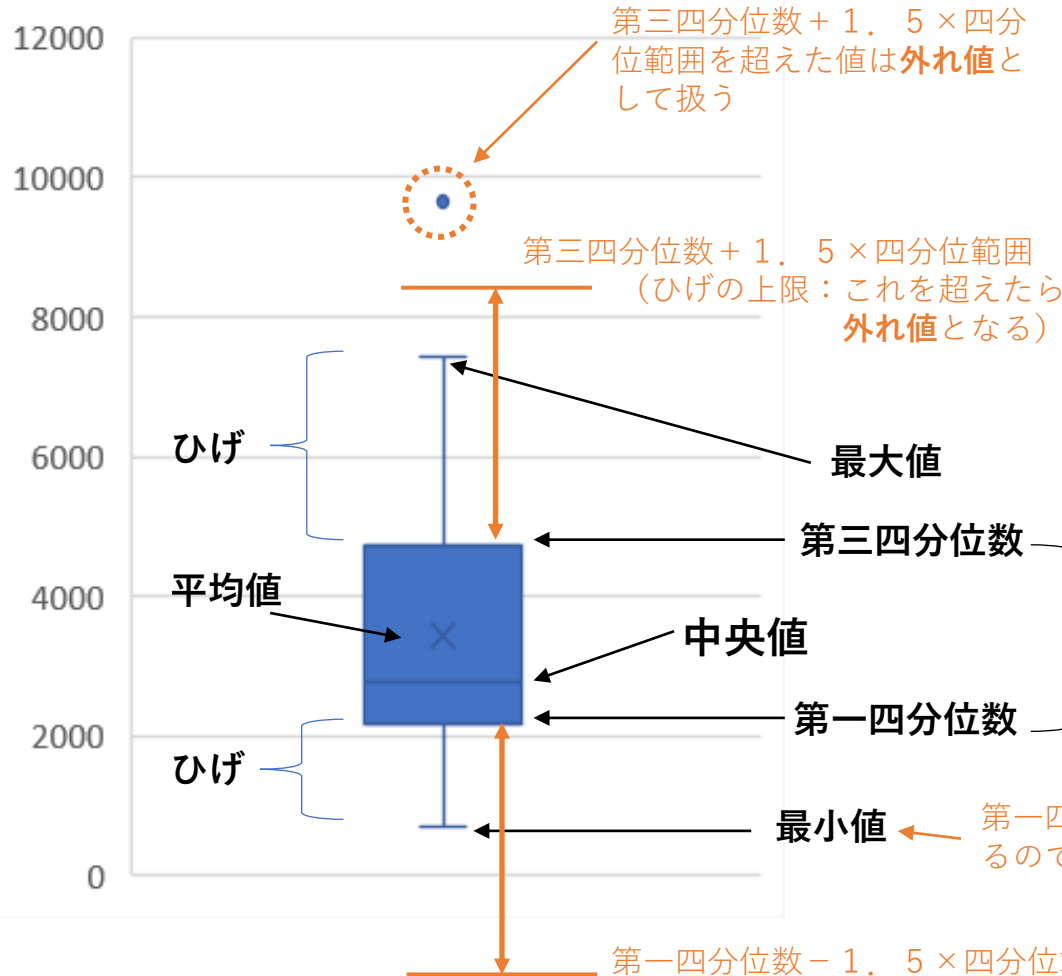 第三四分位数+１．５×四分
位範囲を超えた値は外れ値と
して扱う
12000
10000
第三四分位数+１．５×四分位範囲
（ひげの上限：これを超えたら
外れ値となる）
8000
ひげ
6000
最大値
第三四分位数
平均値
4000
中央値
第一四分位数
2000
ひげ
最小値
第一四
るので
0
第一四分位数－１．５×四分位